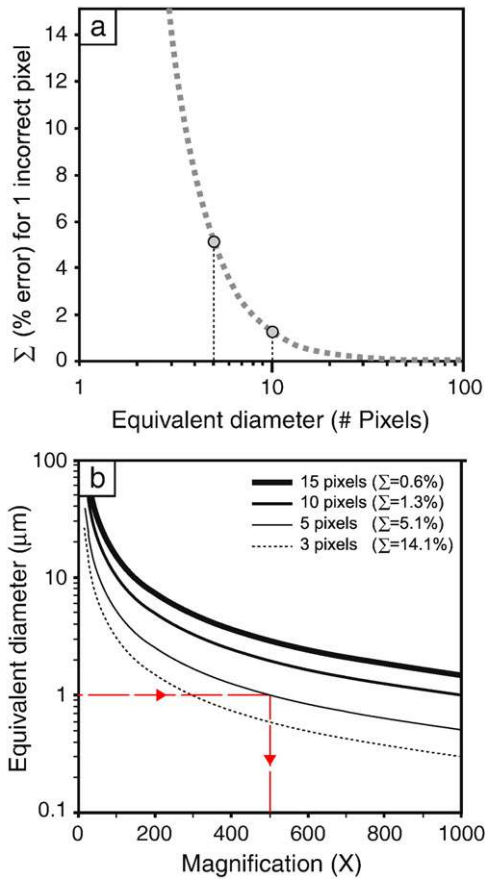 a
14
12
10
8
6
4
2
0
Σ (% error) for 1 incorrect pixel
1 10 100
Equivalent diameter (# Pixels)
b
100
10
1
0.1
Equivalent diameter (μm)
15 pixels (Σ=0.6%)
10 pixels (Σ=1.3%)
5 pixels (Σ=5.1%)
3 pixels (Σ=14.1%)
0 200 400 600 800 1000
Magnification (X)